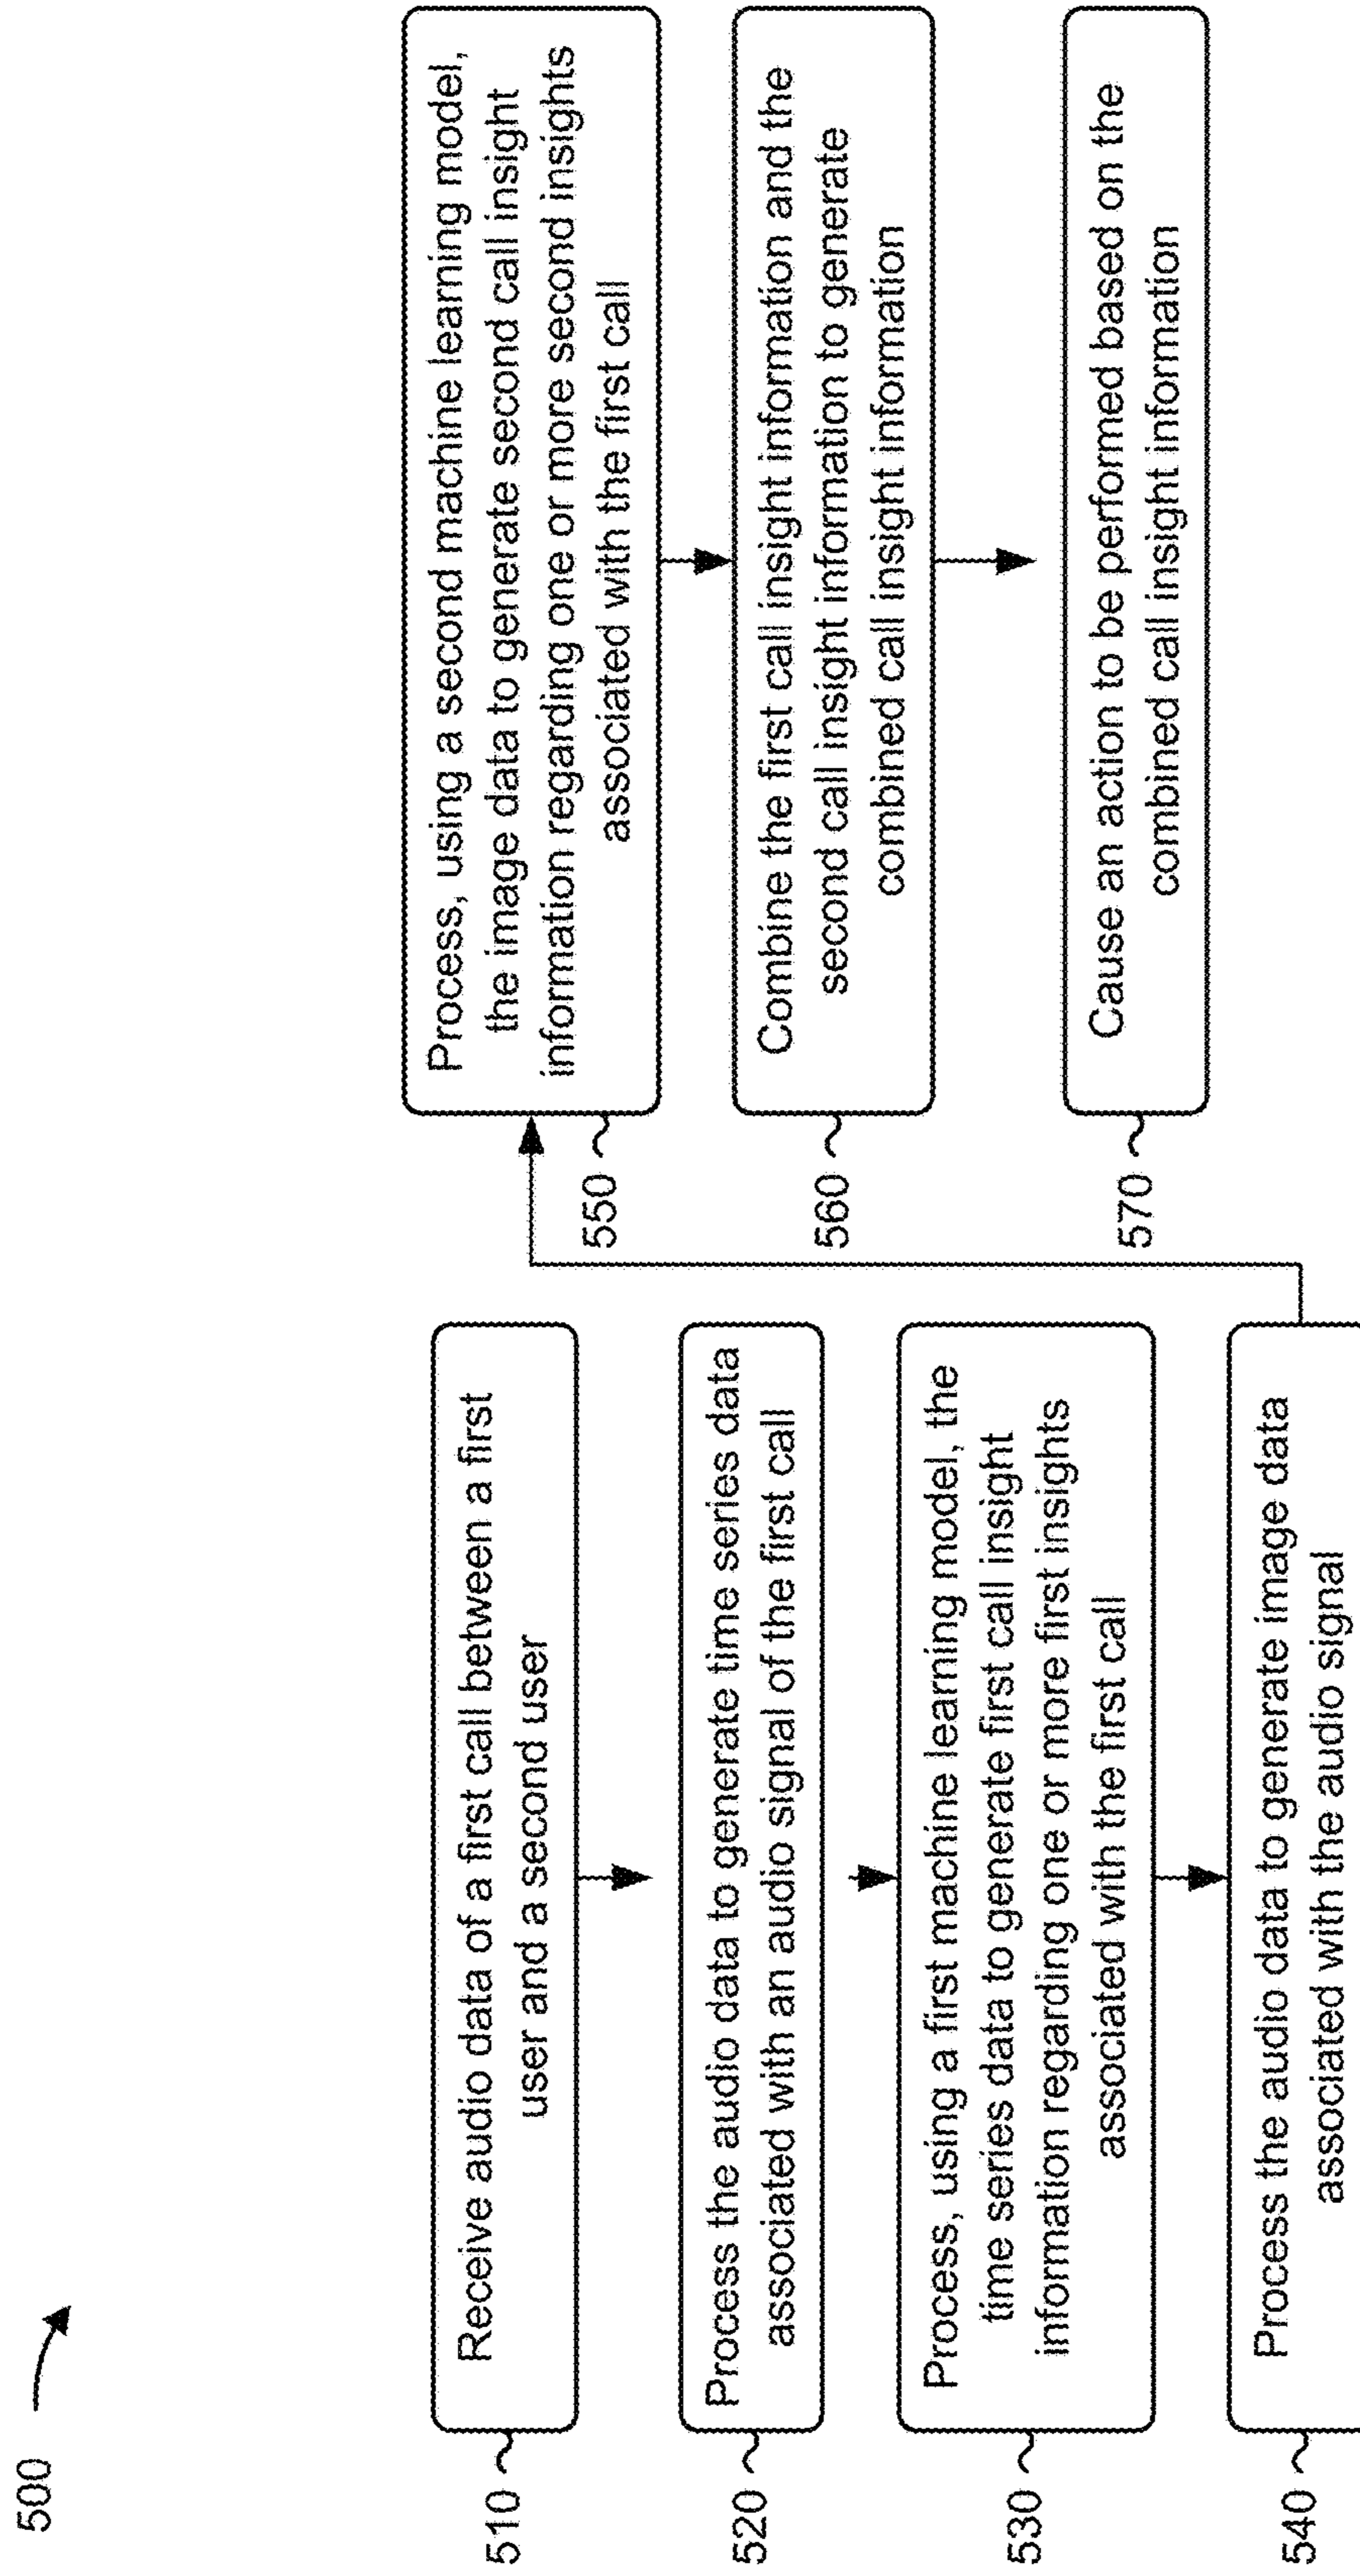 500
510
Receive audio data of a first call between a first
user and a second user
520
Process the audio data to generate time series data
associated with an audio signal of the first call
530
Process, using a first machine learning model, the
time series data to generate first call insight
information regarding one or more first insights
associated with the first call
540
Process the audio data to generate image data
associated with the audio signal
550
Process, using a second machine learning model,
the image data to generate second call insight
information regarding one or more second insights
associated with the first call
560
Combine the first call insight information and the
second call insight information to generate
combined call insight information
570
Cause an action to be performed based on the
combined call insight information